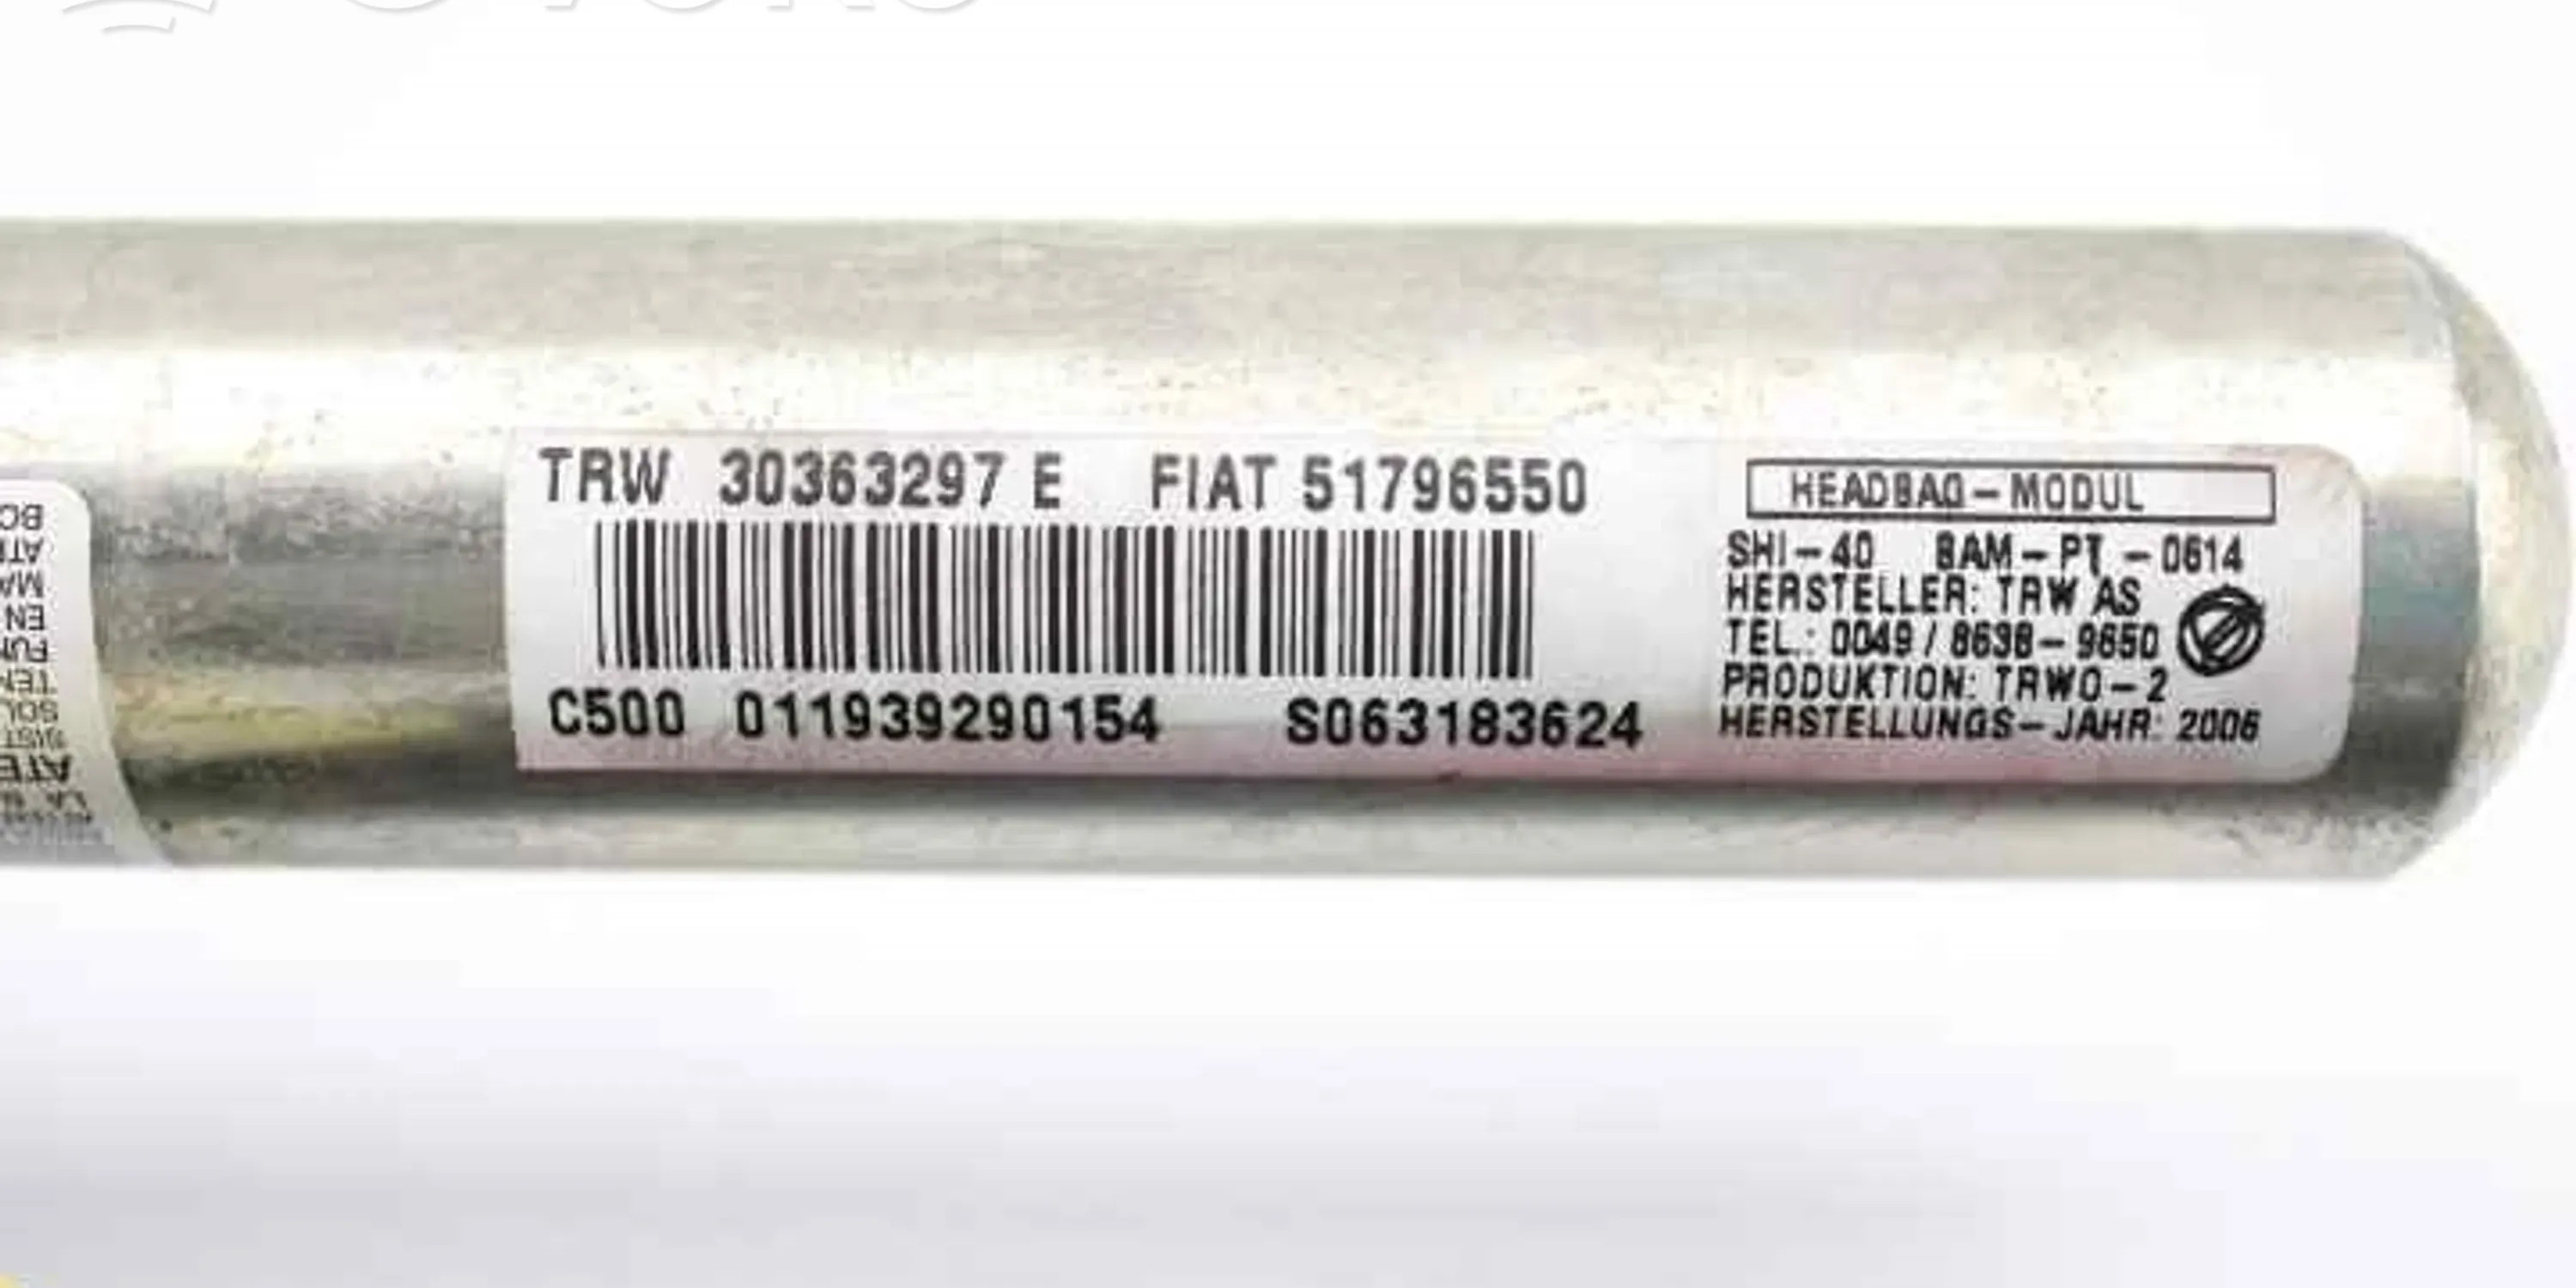 TRW 30363297 E FIAT 51796550
C500 011939290154 S063183624
HEADBAG-MODUL
SHI-40 BAM-PT-0614
HERSTELLER: TRW AS
TEL.: 0049 / 8638-9650
PRODUKTION: TRWO-2
HERSTELLUNGS-JAHR: 2006